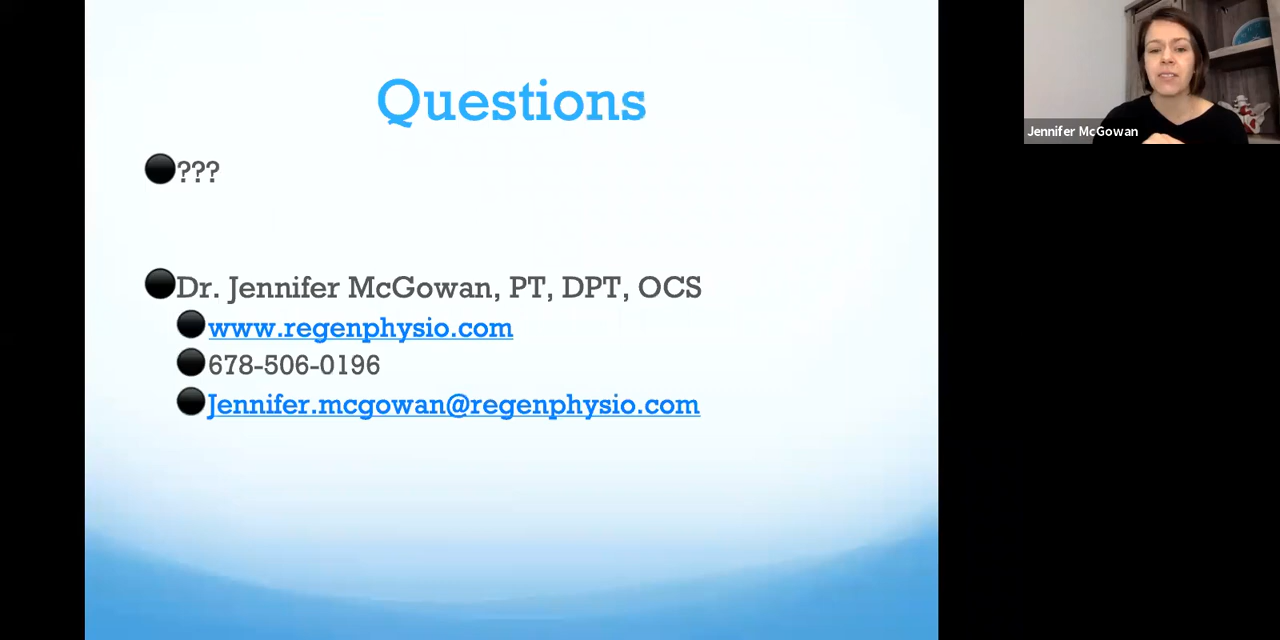 Questions
???
Dr. Jennifer McGowan, PT, DPT, OCS
www.regenphysio.com
678-506-0196
Jennifer.mcgowan@regenphysio.com
Jennifer McGowan